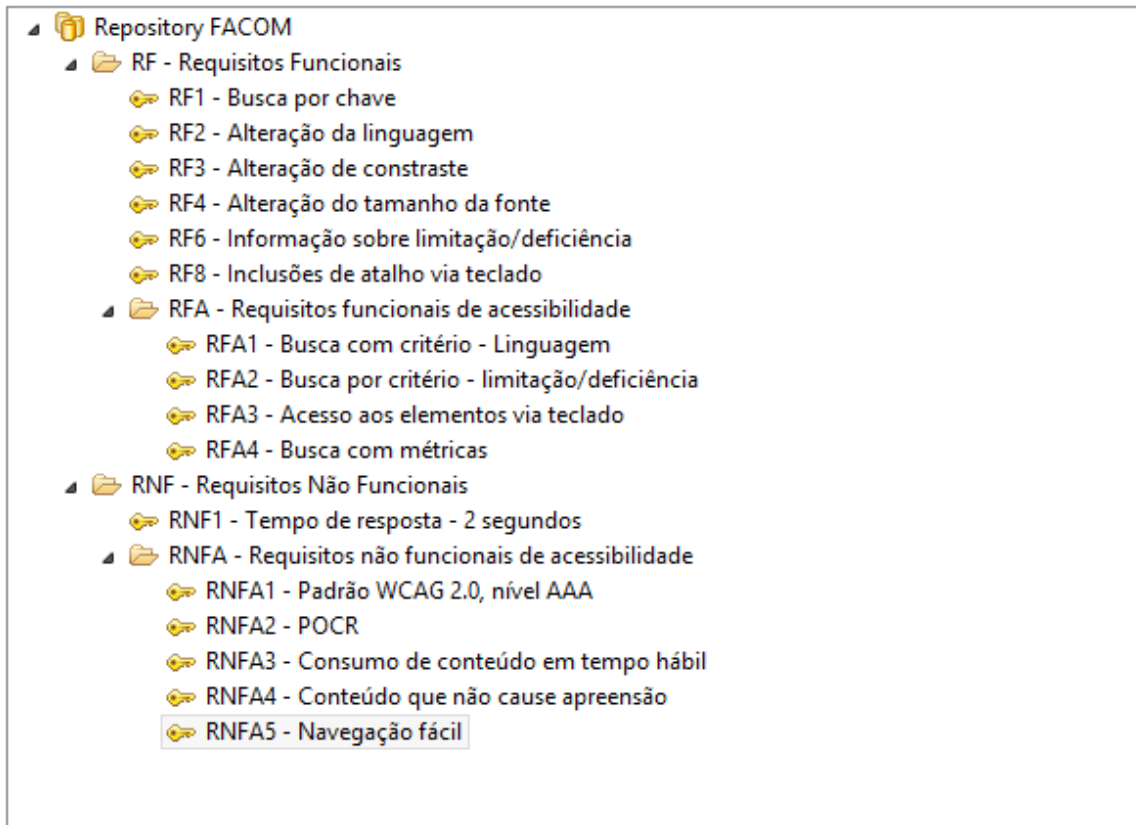 Repository FACOM
RF - Requisitos Funcionais
RF1 - Busca por chave
RF2 - Alteração da linguagem
RF3 - Alteração de constraste
RF4 - Alteração do tamanho da fonte
RF6 - Informação sobre limitação/deficiência
RF8 - Inclusões de atalho via teclado
RFA - Requisitos funcionais de acessibilidade
RFA1 - Busca com critério - Linguagem
RFA2 - Busca por critério - limitação/deficiência
RFA3 - Acesso aos elementos via teclado
RFA4 - Busca com métricas
RNF - Requisitos Não Funcionais
RNF1 - Tempo de resposta - 2 segundos
RNFA - Requisitos não funcionais de acessibilidade
RNFA1 - Padrão WCAG 2.0, nível AAA
RNFA2 - POCR
RNFA3 - Consumo de conteúdo em tempo hábil
RNFA4 - Conteúdo que não cause apreensão
RNFA5 - Navegação fácil